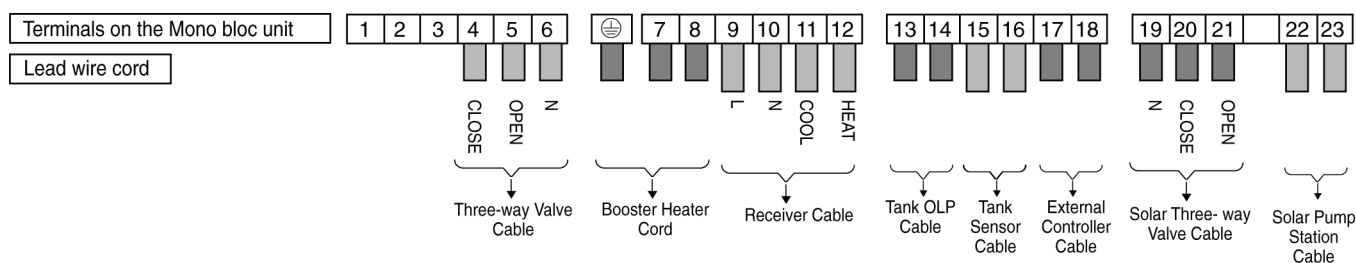 Terminals on the Mono bloc unit
1 2 3 4 5 6 7 8 9 10 11 12 13 14 15 16 17 18 19 20 21 22 23
Lead wire cord
CLOSE OPEN N L N COOL HEAT N CLOSE OPEN
Three-way Valve
Cable
Booster Heater
Cord
Receiver Cable
Tank OLP
Cable
Tank
Sensor
Cable
External
Controller
Cable
Solar Three- way
Valve Cable
Solar Pump
Station
Cable